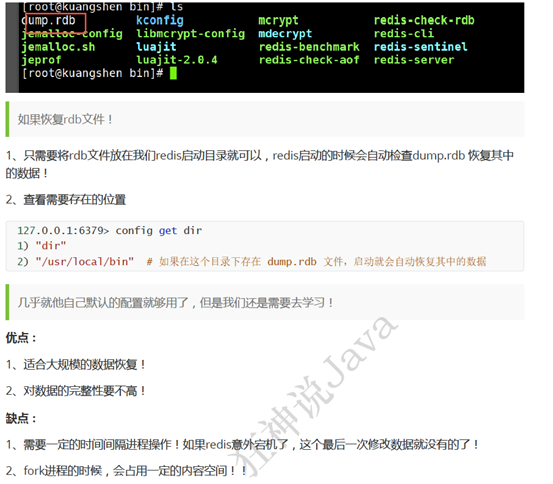 [root@kuangshen bin]# ls
dump.rdb kconfig mcrypt redis-check-rdb
jemalloc-config libmcrypt-config mdecrypt redis-cli
jemalloc.sh luajit redis-benchmark redis-sentinel
jeprof luajit-2.0.4 redis-check-aof redis-server
[root@kuangshen bin]#
如果恢复rdb文件！
1、只需要将rdb文件放在我们redis启动目录就可以，redis启动的时候会自动检查dump.rdb 恢复其中
的数据！
2、查看需要存在的位置
127.0.0.1:6379> config get dir
1) "dir"
2) "/usr/local/bin" # 如果在这个目录下存在 dump.rdb 文件，启动就会自动恢复其中的数据
几乎就他自己默认的配置就够用了，但是我们还是需要去学习！
优点：
1、适合大规模的数据恢复！
2、对数据的完整性要不高！
缺点：
1、需要一定的时间间隔进程操作！如果redis意外宕机了，这个最后一次修改数据就没有的了！
2、fork进程的时候，会占用一定的内容空间！！
狂神说Java